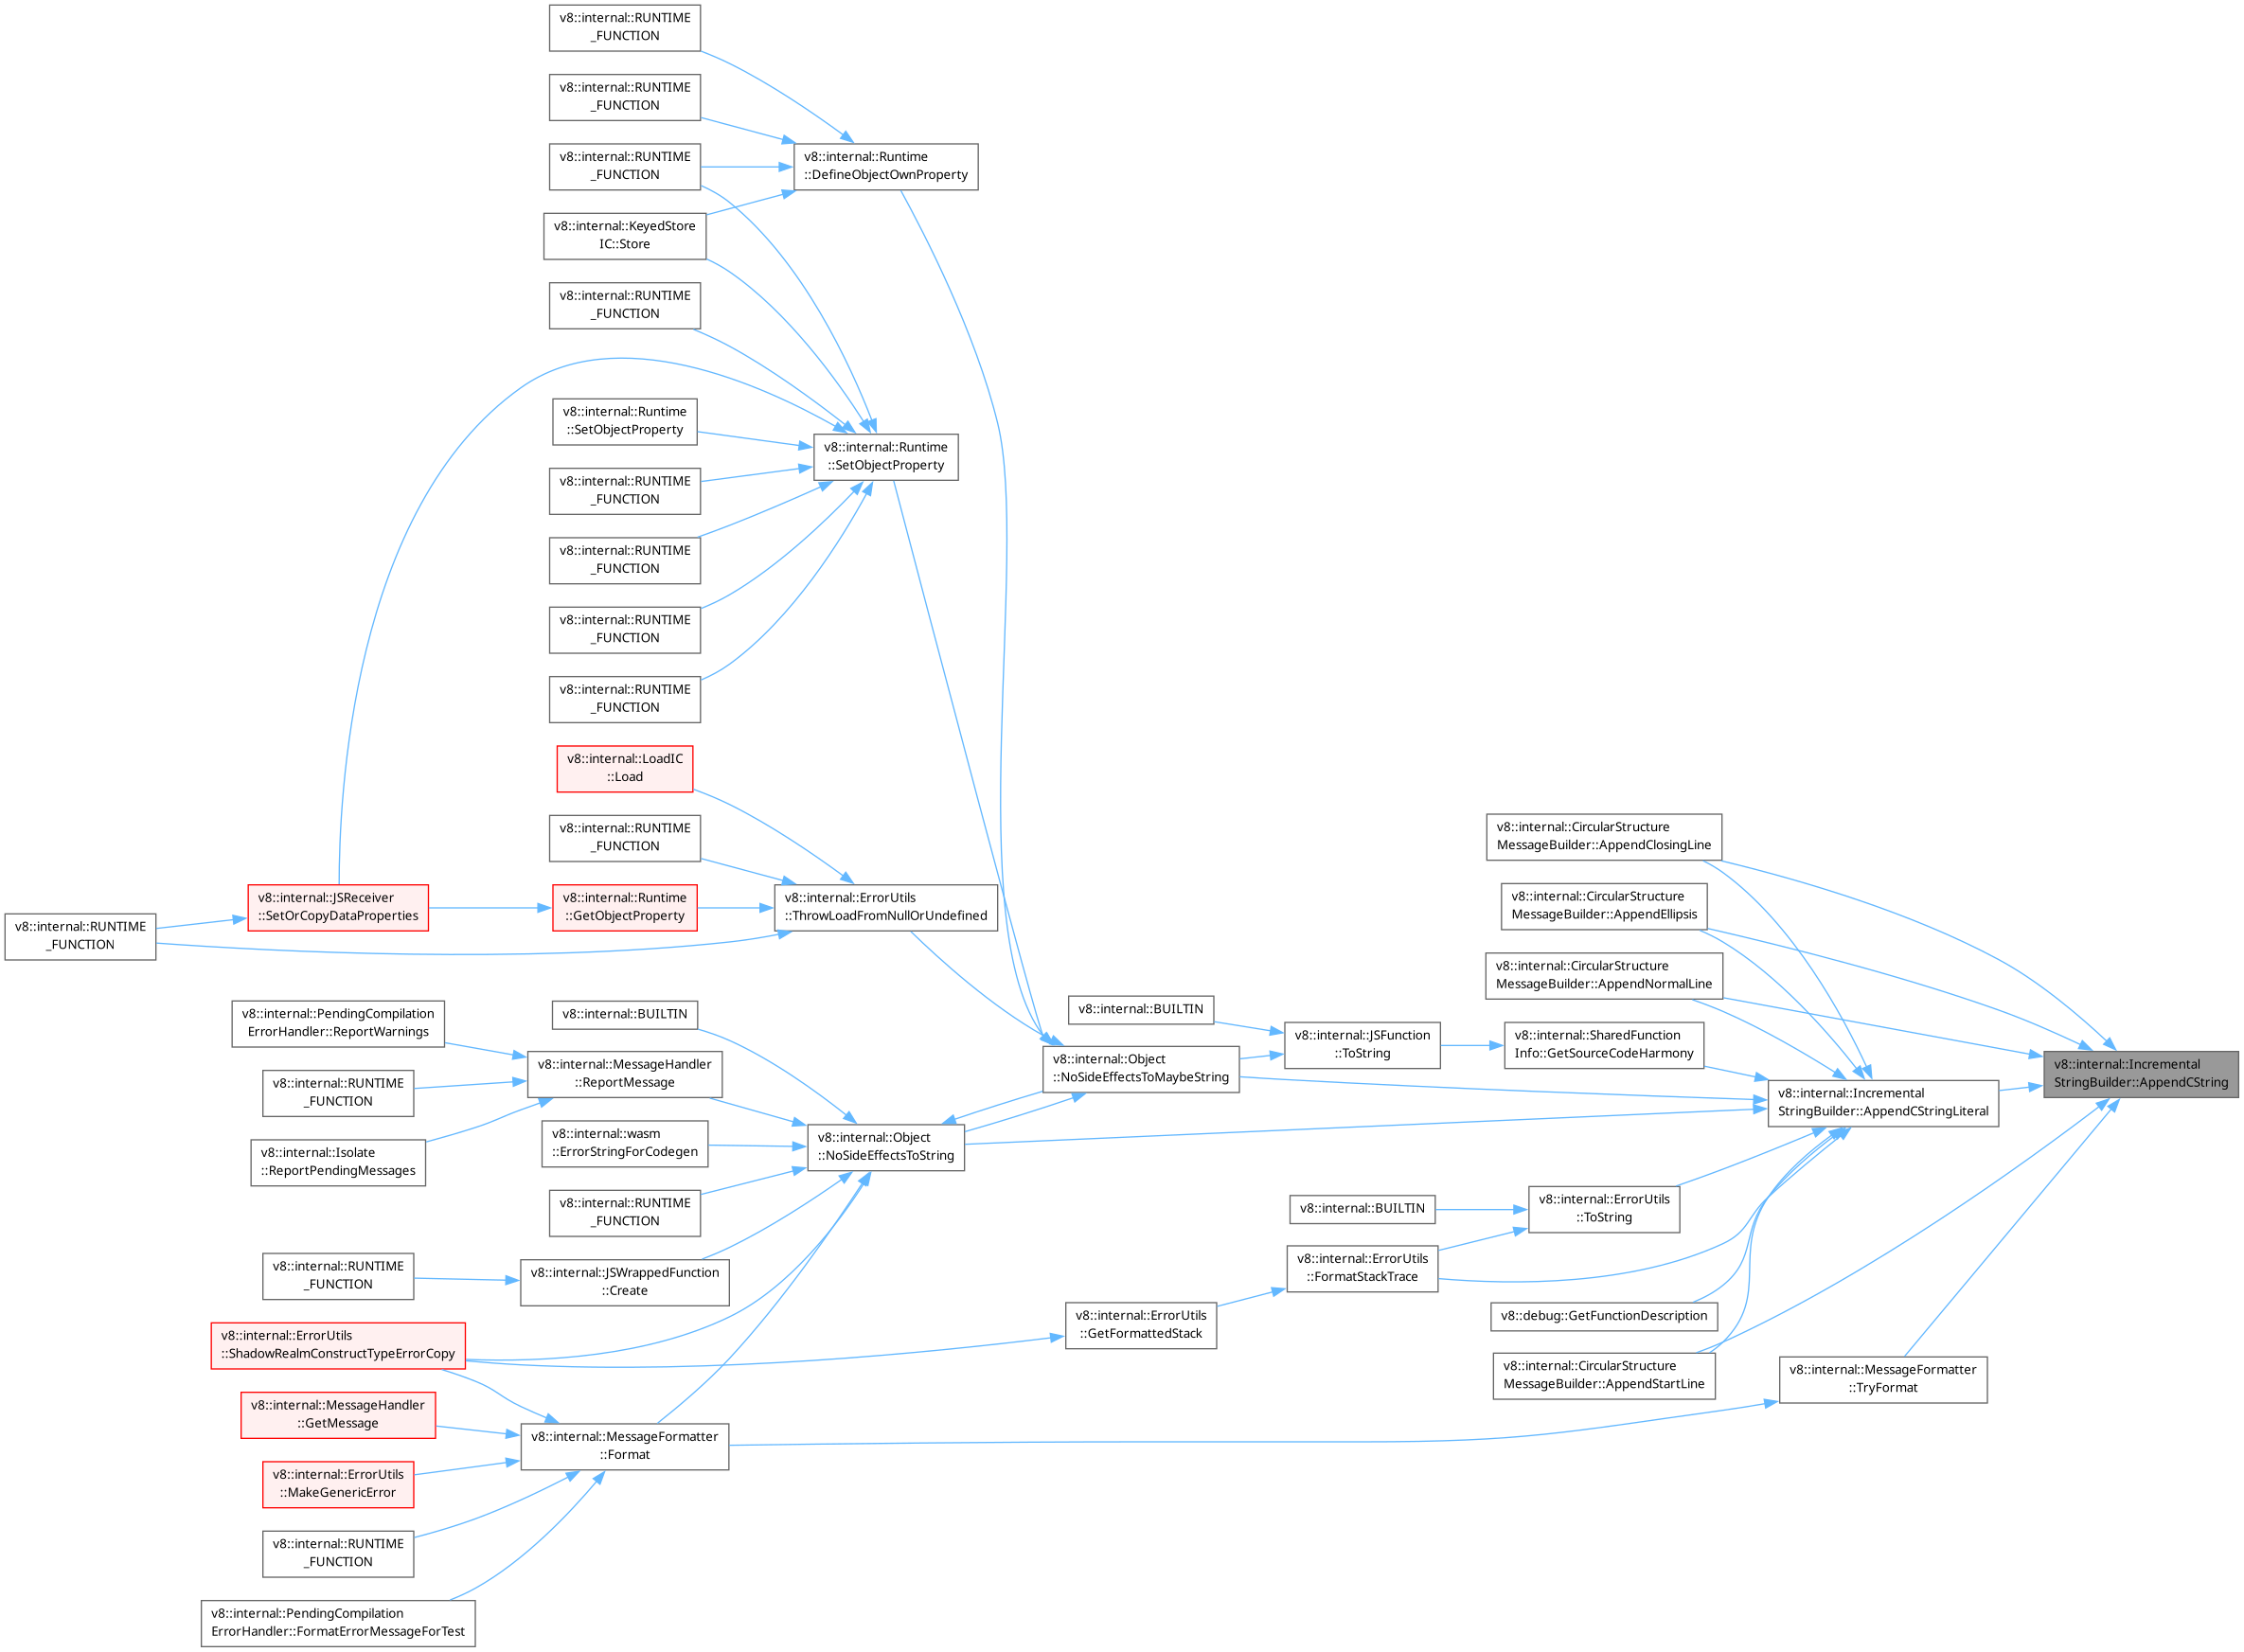 v8::internal::RUNTIME
_FUNCTION
v8::internal::RUNTIME
_FUNCTION
v8::internal::RUNTIME
_FUNCTION
v8::internal::Runtime
::DefineObjectOwnProperty
v8::internal::KeyedStore
IC::Store
v8::internal::RUNTIME
_FUNCTION
v8::internal::Runtime
::SetObjectProperty
v8::internal::Runtime
::SetObjectProperty
v8::internal::RUNTIME
_FUNCTION
v8::internal::RUNTIME
_FUNCTION
v8::internal::RUNTIME
_FUNCTION
v8::internal::RUNTIME
_FUNCTION
v8::internal::LoadIC
::Load
v8::internal::RUNTIME
_FUNCTION
v8::internal::RUNTIME
_FUNCTION
v8::internal::JSReceiver
::SetOrCopyDataProperties
v8::internal::Runtime
::GetObjectProperty
v8::internal::ErrorUtils
::ThrowLoadFromNullOrUndefined
v8::internal::CircularStructure
MessageBuilder::AppendClosingLine
v8::internal::CircularStructure
MessageBuilder::AppendEllipsis
v8::internal::CircularStructure
MessageBuilder::AppendNormalLine
v8::internal::PendingCompilation
ErrorHandler::ReportWarnings
v8::internal::BUILTIN
v8::internal::BUILTIN
v8::internal::JSFunction
::ToString
v8::internal::SharedFunction
Info::GetSourceCodeHarmony
v8::internal::RUNTIME
_FUNCTION
v8::internal::MessageHandler
::ReportMessage
v8::internal::Object
::NoSideEffectsToMaybeString
v8::internal::Incremental
StringBuilder::AppendCStringLiteral
v8::internal::Incremental
StringBuilder::AppendCString
v8::internal::Isolate
::ReportPendingMessages
v8::internal::wasm
::ErrorStringForCodegen
v8::internal::Object
::NoSideEffectsToString
v8::internal::RUNTIME
_FUNCTION
v8::internal::BUILTIN
v8::internal::ErrorUtils
::ToString
v8::internal::RUNTIME
_FUNCTION
v8::internal::JSWrappedFunction
::Create
v8::internal::ErrorUtils
::FormatStackTrace
v8::debug::GetFunctionDescription
v8::internal::ErrorUtils
::ShadowRealmConstructTypeErrorCopy
v8::internal::ErrorUtils
::GetFormattedStack
v8::internal::CircularStructure
MessageBuilder::AppendStartLine
v8::internal::MessageFormatter
::TryFormat
v8::internal::MessageHandler
::GetMessage
v8::internal::MessageFormatter
::Format
v8::internal::ErrorUtils
::MakeGenericError
v8::internal::RUNTIME
_FUNCTION
v8::internal::PendingCompilation
ErrorHandler::FormatErrorMessageForTest